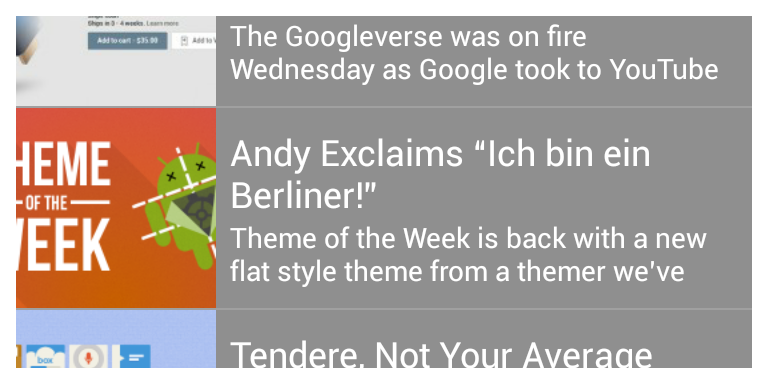 Ships in 3 - 4 weeks. Learn more
Add to cart - $35.00
Add to
The Googleverse was on fire
Wednesday as Google took to YouTube
HEME
OF THE
WEEK
Andy Exclaims “Ich bin ein
Berliner!”
Theme of the Week is back with a new
flat style theme from a themer we've
box
Tendere, Not Your Average